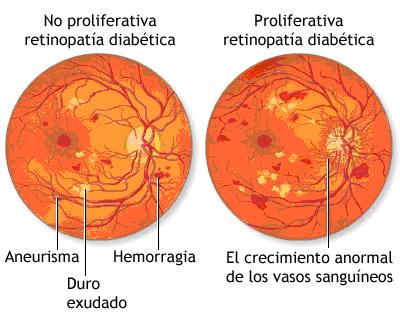 No proliferativa
retinopatía diabética
Proliferativa
retinopatía diabética
Aneurisma
Duro
exudado
Hemorragia
El crecimiento anormal
de los vasos sanguíneos